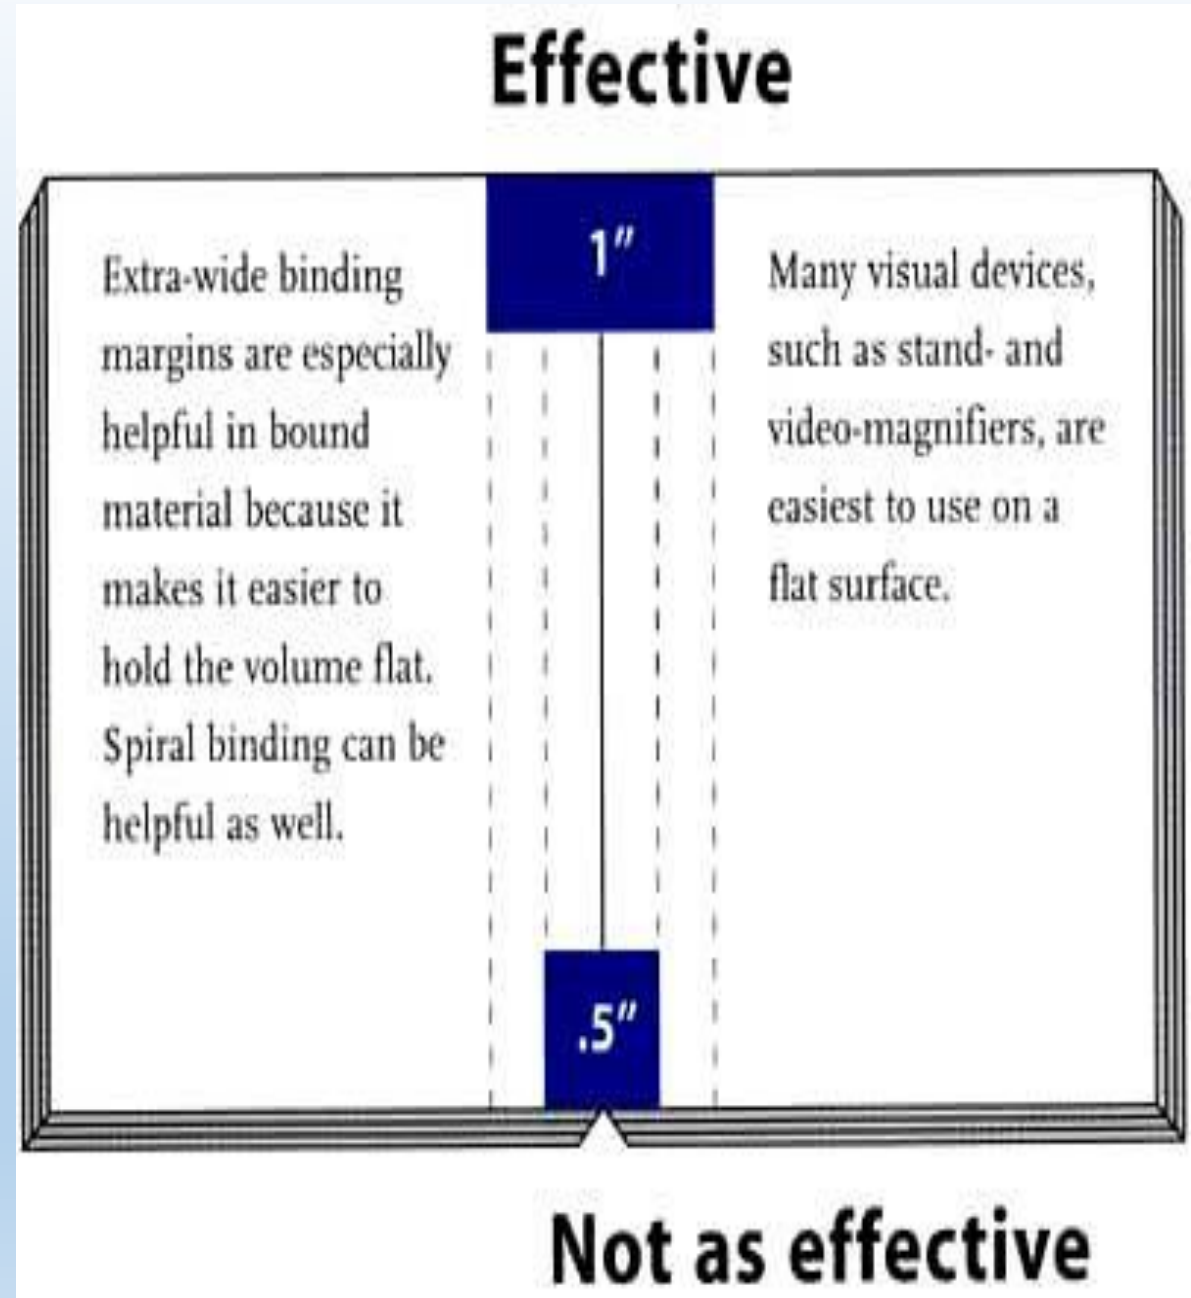 Effective
1”
Extra-wide binding
margins are especially
helpful in bound
material because it
makes it easier to
hold the volume flat.
Spiral binding can be
helpful as well.
Many visual devices,
such as stand- and
video-magnifiers, are
easiest to use on a
flat surface.
.5”
Not as effective